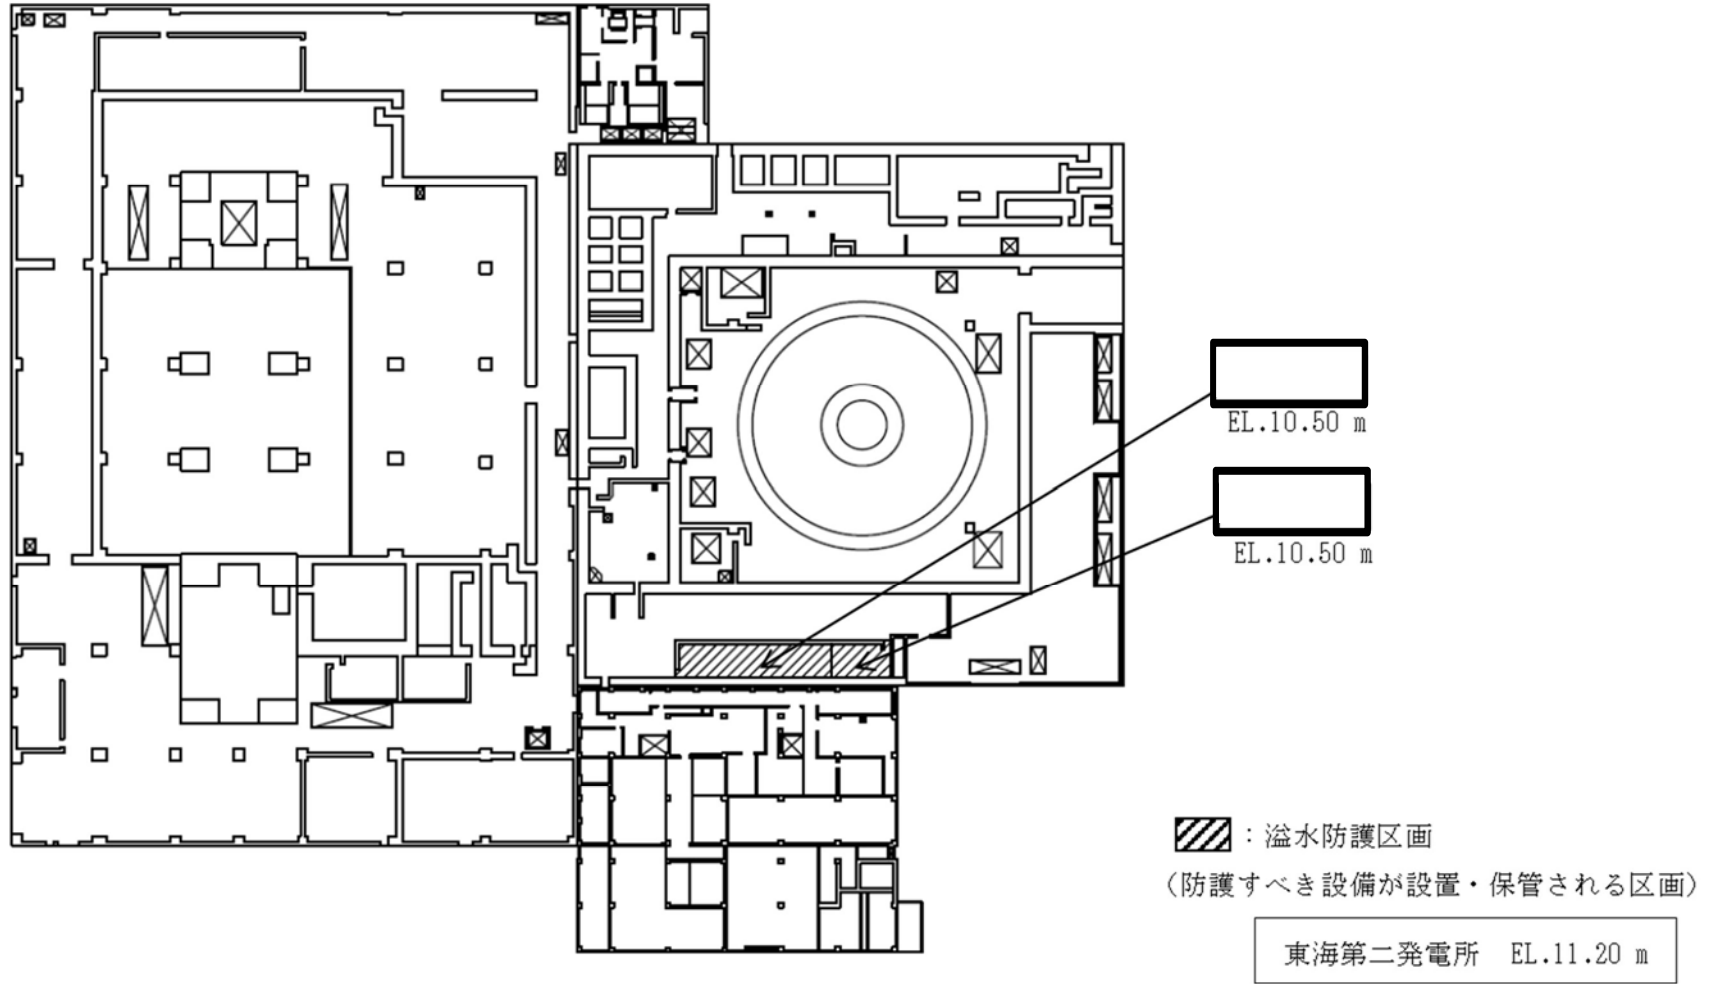 EL.10.50 m
EL.10.50 m
：溢水防護区画
（防護すべき設備が設置・保管される区画）
東海第二発電所 EL.11.20 m